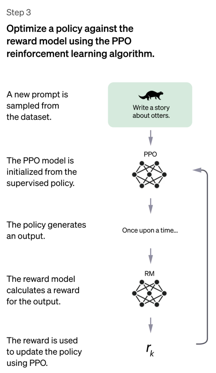 Step 3
Optimize a policy against the
reward model using the PPO
reinforcement learning algorithm.
A new prompt is
sampled from
the dataset.
Write a story
about otters.
The PPO model is
initialized from the
supervised policy.
PPO
The policy generates
an output.
Once upon a time...
The reward model
calculates a reward
for the output.
RM
The reward is used
to update the policy
using PPO.
rk